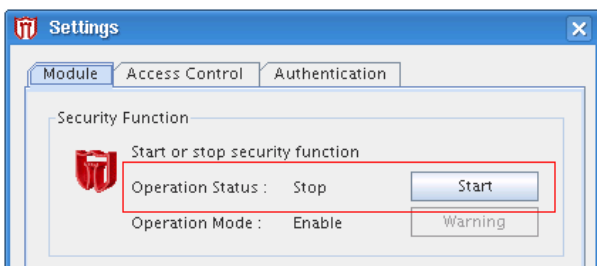 Settings
Module Access Control Authentication
Security Function
Start or stop security function
Operation Status : Stop Start
Operation Mode : Enable Warning